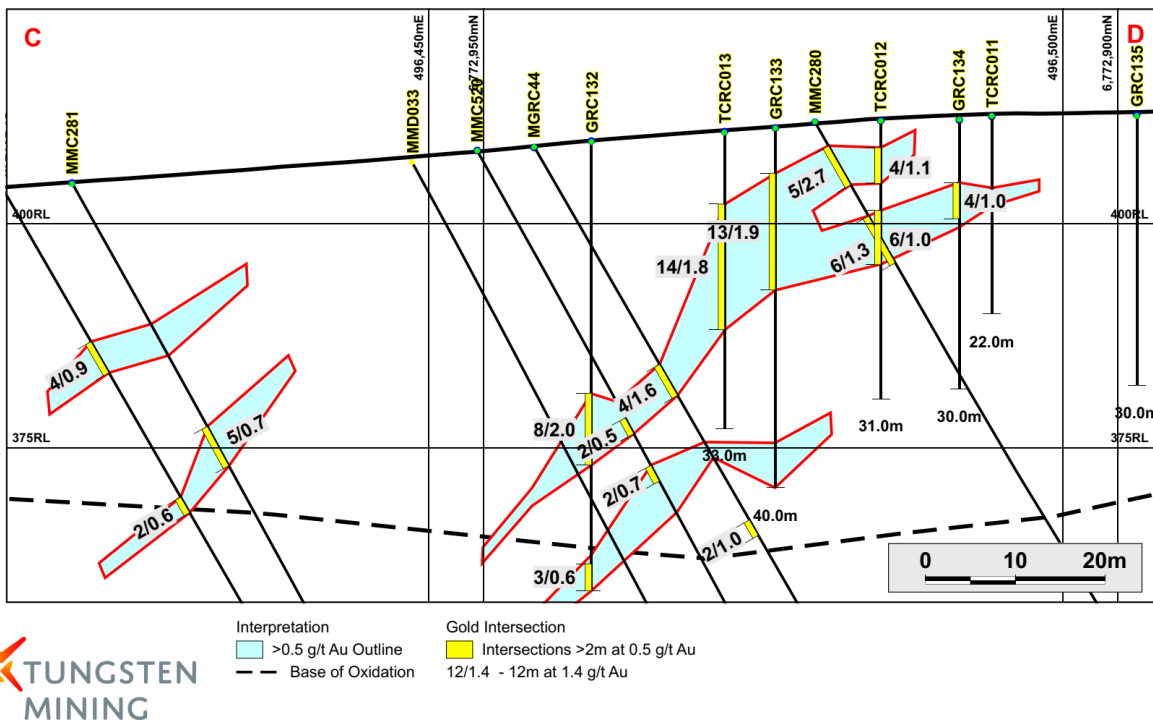 C
D
MMC281
MMD033
496,450mE
6,772,950mN
MMC520
MGRC44
GRC132
TCRC013
GRC133
MMC280
TCRC012
GRC134
TCRC011
496,500mE
6,772,900mN
GRC135
400RL
400RL
375RL
375RL
5/2.7
4/1.1
4/1.0
13/1.9
6/1.0
6/1.3
14/1.8
22.0m
4/0.9
4/1.6
30.0m
30.0m
31.0m
5/0.7
8/2.0
2/0.5
33.0m
2/0.7
2/0.6
40.0m
2/1.0
3/0.6
0 10 20m
Interpretation
>0.5 g/t Au Outline
Base of Oxidation
Gold Intersection
Intersections >2m at 0.5 g/t Au
12/1.4 - 12m at 1.4 g/t Au
TUNGSTEN
MINING